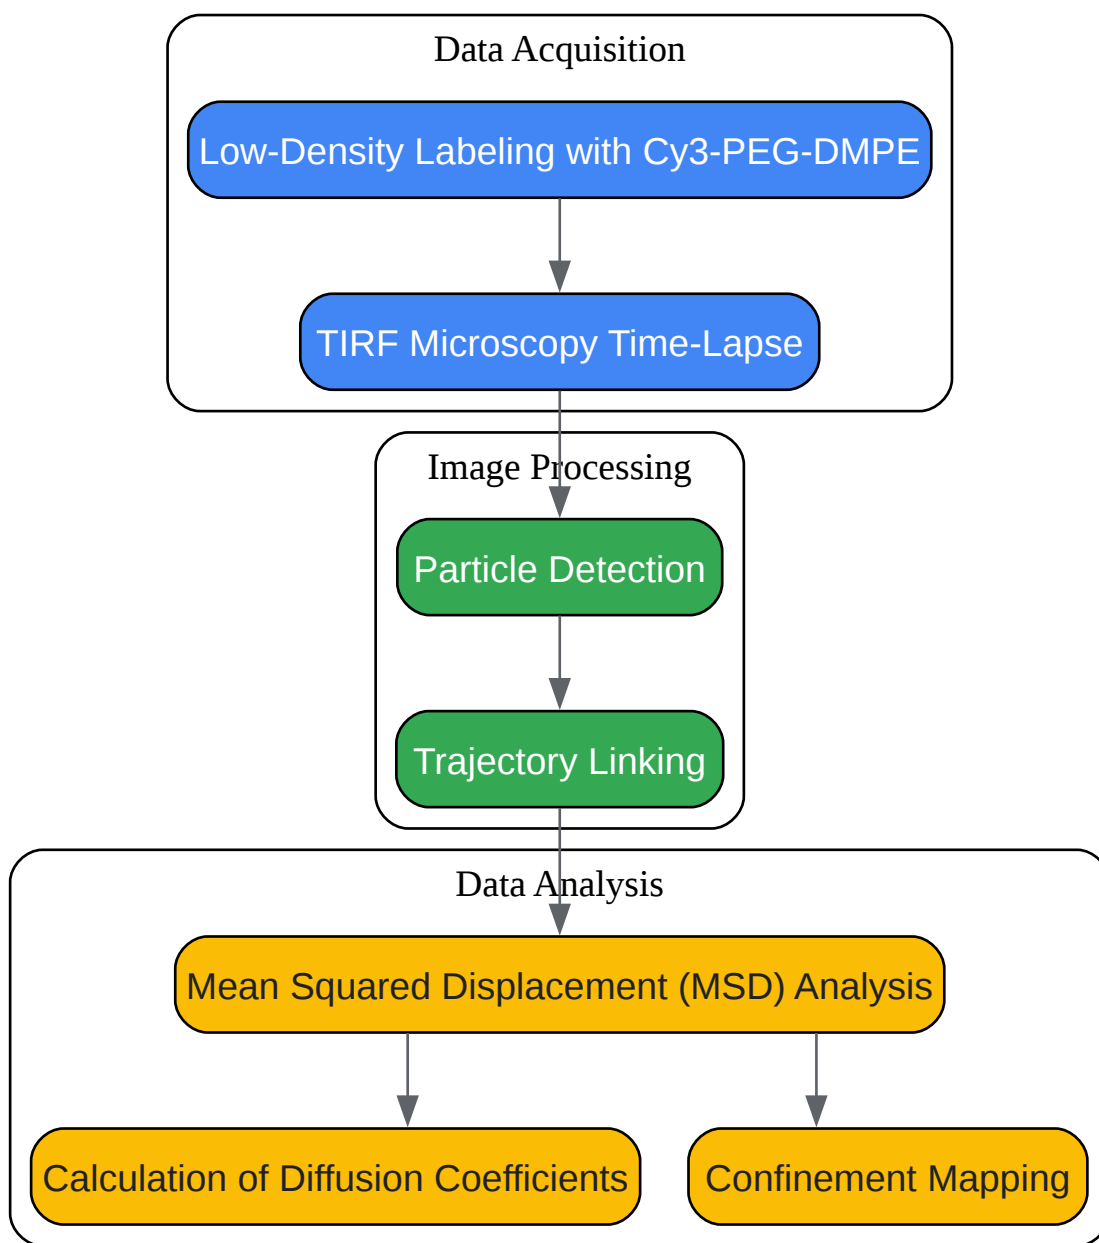 Data Acquisition
Low-Density Labeling with Cy3-PEG-DMPE
TIRF Microscopy Time-Lapse
Image Processing
Particle Detection
Trajectory Linking
Data Analysis
Mean Squared Displacement (MSD) Analysis
Calculation of Diffusion Coefficients
Confinement Mapping